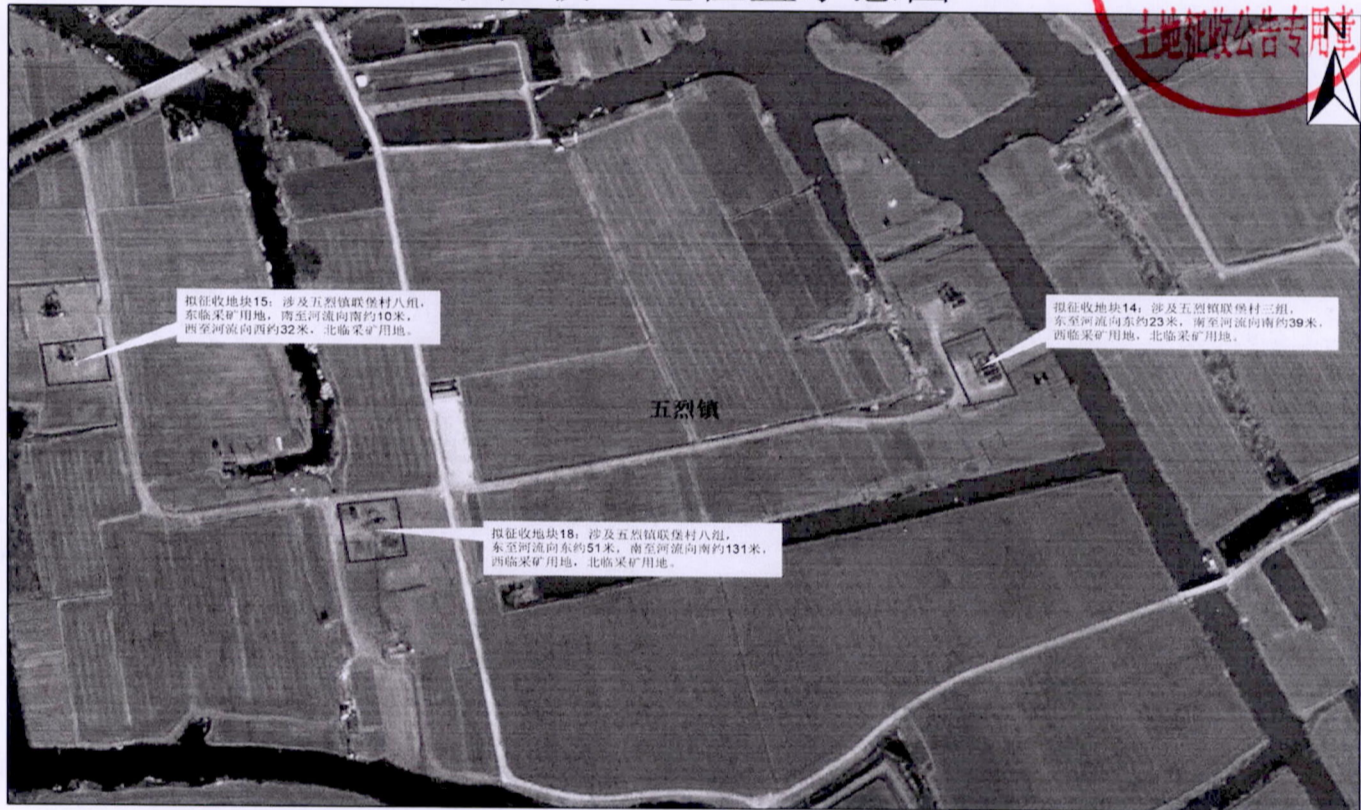 土地征收公告专用章
N
拟征收地块15：涉及五烈镇联堡村八组，
东临采矿用地，南至河流向南约10米，
西至河流向西约32米，北临采矿用地。
拟征收地块14：涉及五烈镇联堡村三组，
东至河流向东约23米，南至河流向南约39米，
西临采矿用地，北临采矿用地。
五烈镇
拟征收地块18：涉及五烈镇联堡村八组，
东至河流向东约51米，南至河流向南约131米，
西临采矿用地，北临采矿用地。